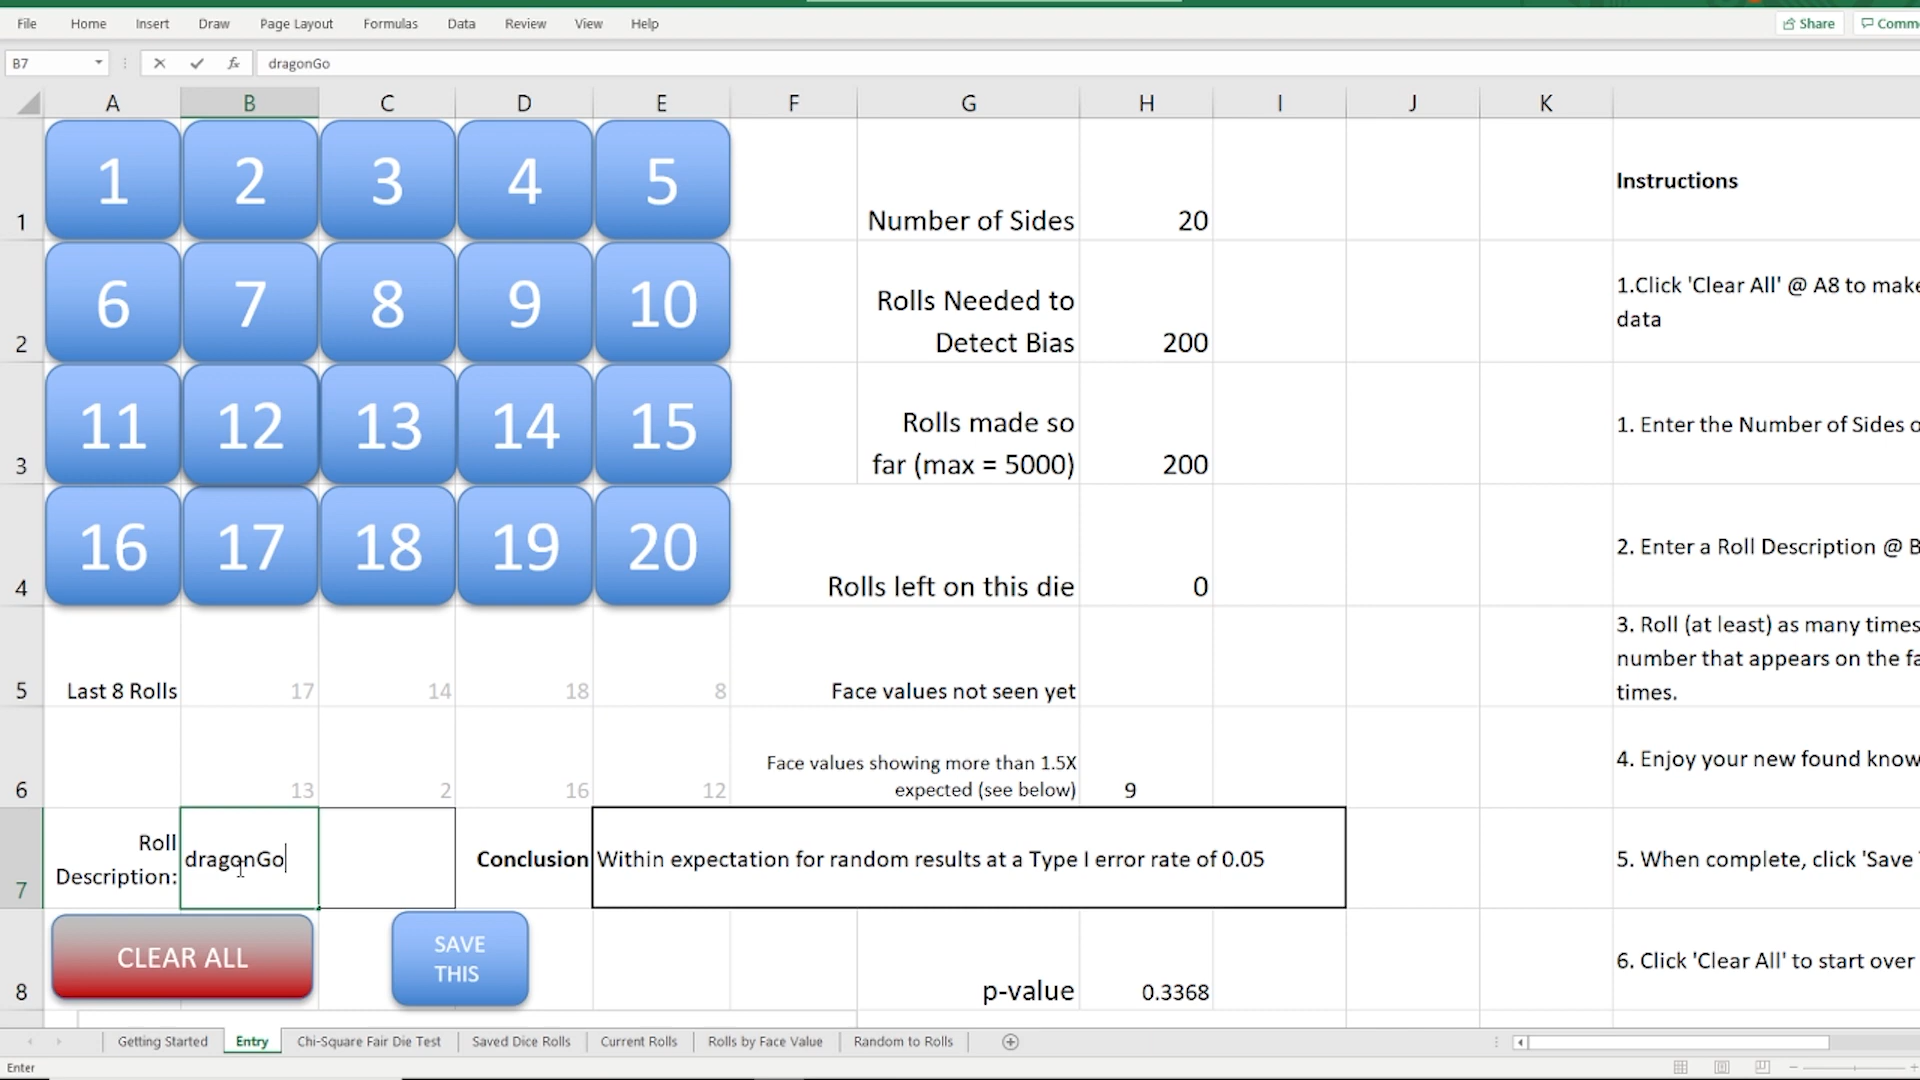 File Home Insert Draw Page Layout Formulas Data Review View Help Share Comm
B7 fx dragonGo
A B C D E F G H I J K
1 2 3 4 5
Instructions
1 Number of Sides 20
6 7 8 9 10
1.Click 'Clear All' @ A8 to make
data
Rolls Needed to
2 Detect Bias 200
11 12 13 14 15
Rolls made so
1. Enter the Number of Sides o
3 far (max = 5000) 200
16 17 18 19 20
2. Enter a Roll Description @ B
4 Rolls left on this die 0
3. Roll (at least) as many times
number that appears on the fa
times.
5 Last 8 Rolls 17 14 18 8 Face values not seen yet
Face values showing more than 1.5X
expected (see below) 9
4. Enjoy your new found know
6 13 2 16 12
Roll
Description: dragonGo
Conclusion Within expectation for random results at a Type I error rate of 0.05
5. When complete, click 'Save
7
CLEAR ALL
SAVE
THIS
6. Click 'Clear All' to start over
8 p-value 0.3368
Getting Started Entry Chi-Square Fair Die Test Saved Dice Rolls Current Rolls Rolls by Face Value Random to Rolls
Enter